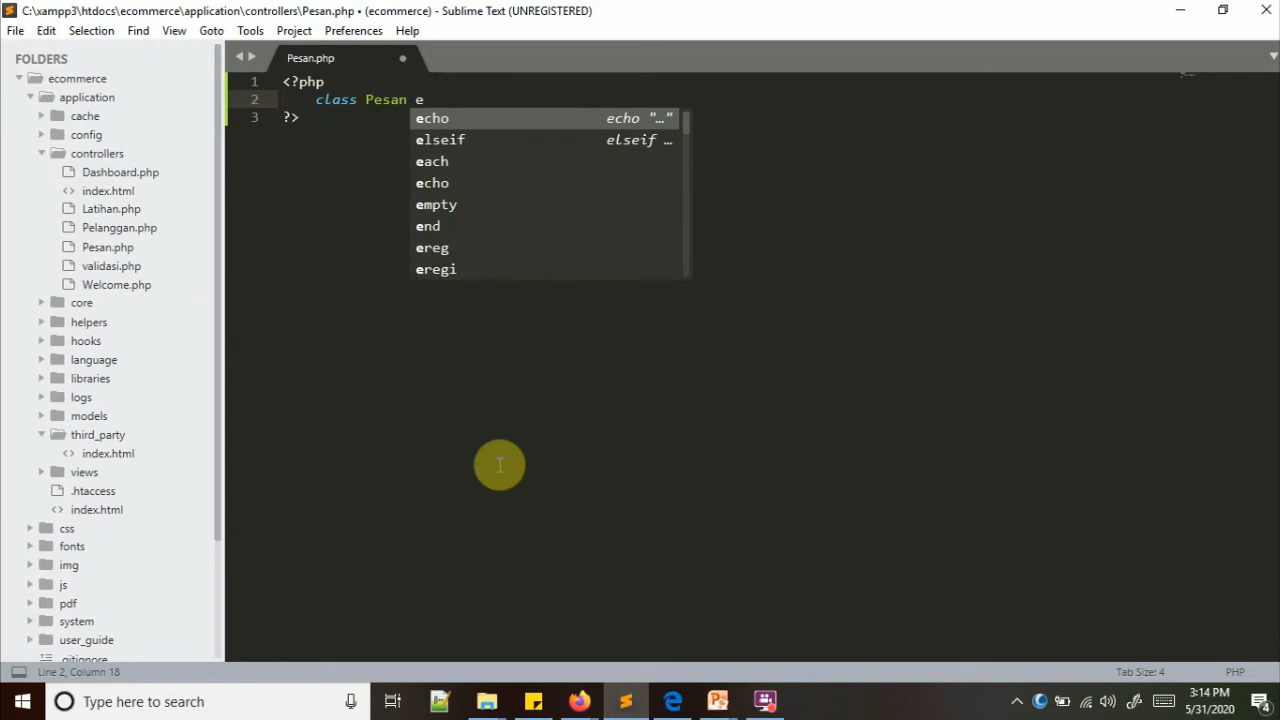 C:\xampp3\htdocs\ecommerce\application\controllers\Pesan.php • (ecommerce) - Sublime Text (UNREGISTERED)
File Edit Selection Find View Goto Tools Project Preferences Help
FOLDERS
ecommerce
application
cache
config
controllers
Dashboard.php
index.html
Latihan.php
Pelanggan.php
Pesan.php
validasi.php
Welcome.php
core
helpers
hooks
language
libraries
logs
models
third_party
index.html
views
.htaccess
index.html
css
fonts
img
js
pdf
system
user_guide
.gitignore
Pesan.php
1 <?php
2 class Pesan e
3 ?>
echo echo "…"
elseif elseif …
each
echo
empty
end
ereg
eregi
Line 2, Column 18
Tab Size: 4
PHP
Type here to search
3:14 PM
5/31/2020
4